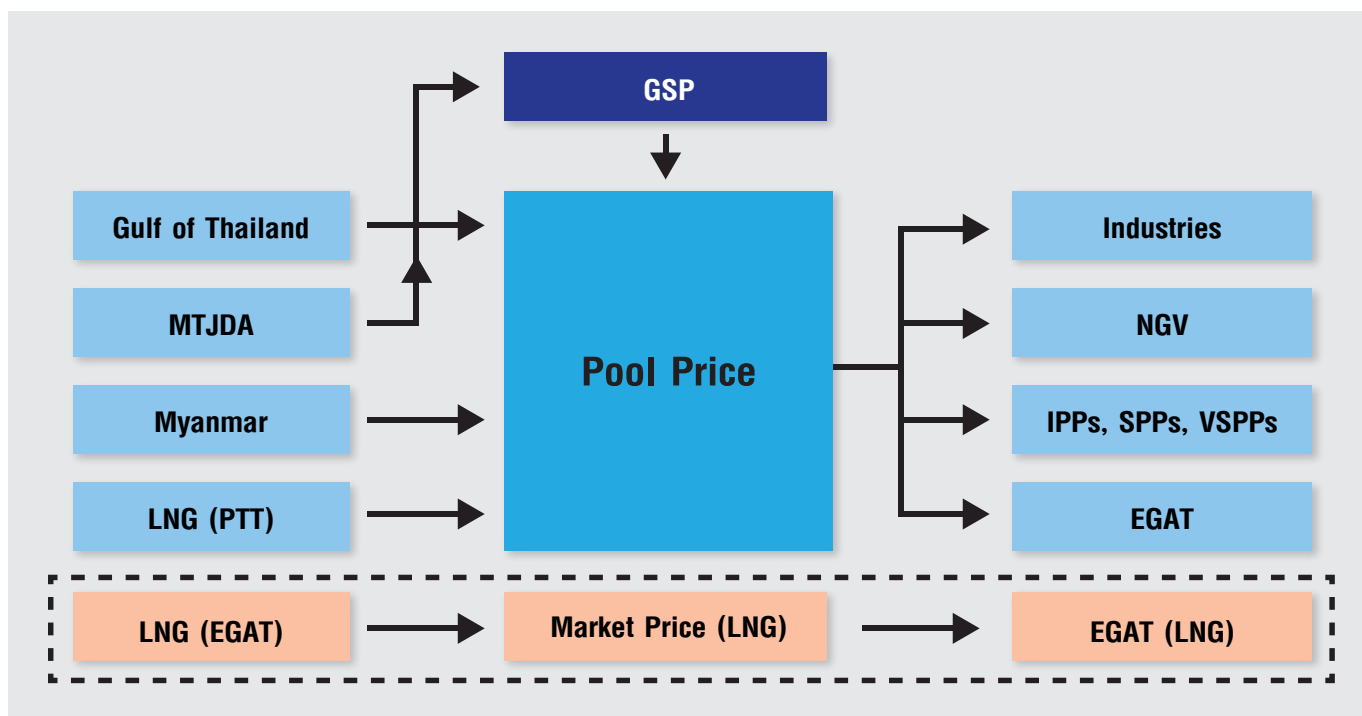 GSP
Gulf of Thailand
MTJDA
Myanmar
LNG (PTT)
Pool Price
Industries
NGV
IPPs, SPPs, VSPPs
EGAT
LNG (EGAT)
Market Price (LNG)
EGAT (LNG)